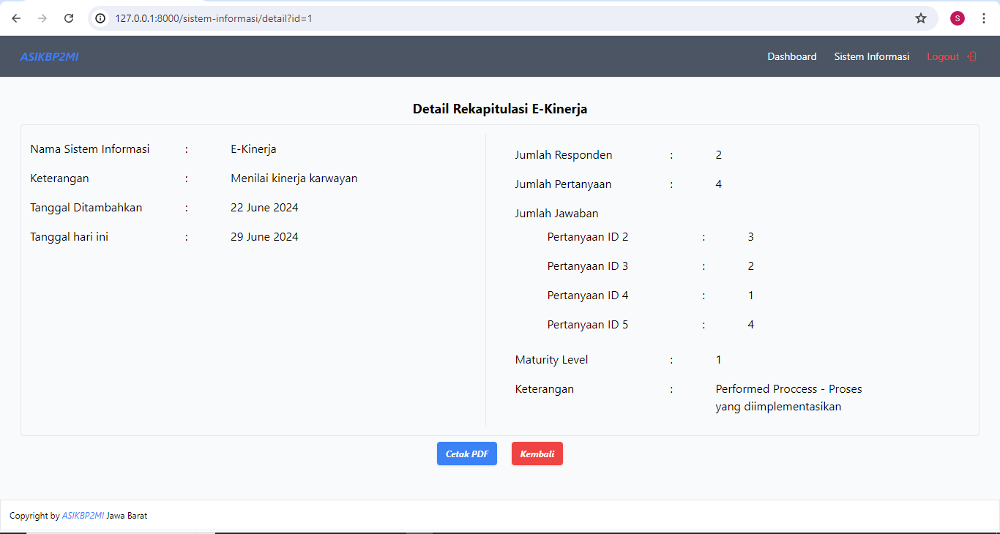 127.0.0.1:8000/sistem-informasi/detail?id=1
S
ASIKBP2MI
Dashboard Sistem Informasi Logout
Detail Rekapitulasi E-Kinerja
Nama Sistem Informasi : E-Kinerja
Keterangan : Menilai kinerja karwayan
Tanggal Ditambahkan : 22 June 2024
Tanggal hari ini : 29 June 2024
Jumlah Responden : 2
Jumlah Pertanyaan : 4
Jumlah Jawaban
Pertanyaan ID 2 : 3
Pertanyaan ID 3 : 2
Pertanyaan ID 4 : 1
Pertanyaan ID 5 : 4
Maturity Level : 1
Keterangan : Performed Proccess - Proses
yang diimplementasikan
Cetak PDF Kembali
Copyright by ASIKBP2MI Jawa Barat